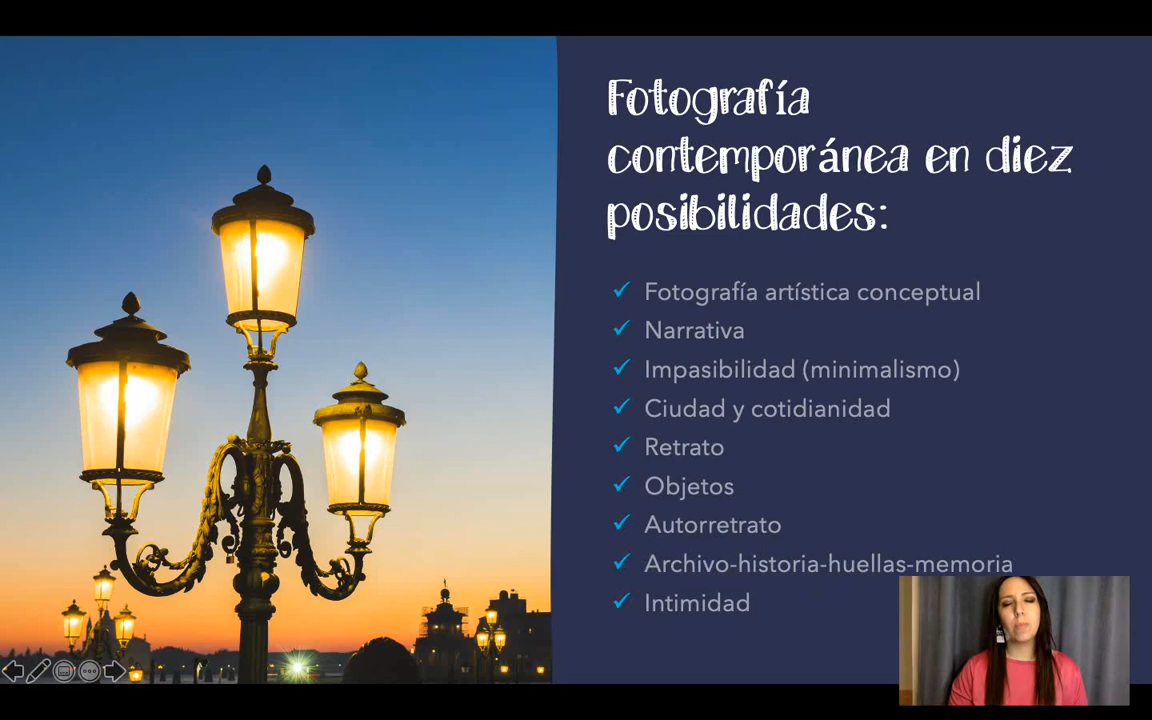 Fotografía
contemporánea en diez
posibilidades:
Fotografía artística conceptual
Narrativa
Impasibilidad (minimalismo)
Ciudad y cotidianidad
Retrato
Objetos
Autorretrato
Archivo-historia-huellas-memoria
Intimidad